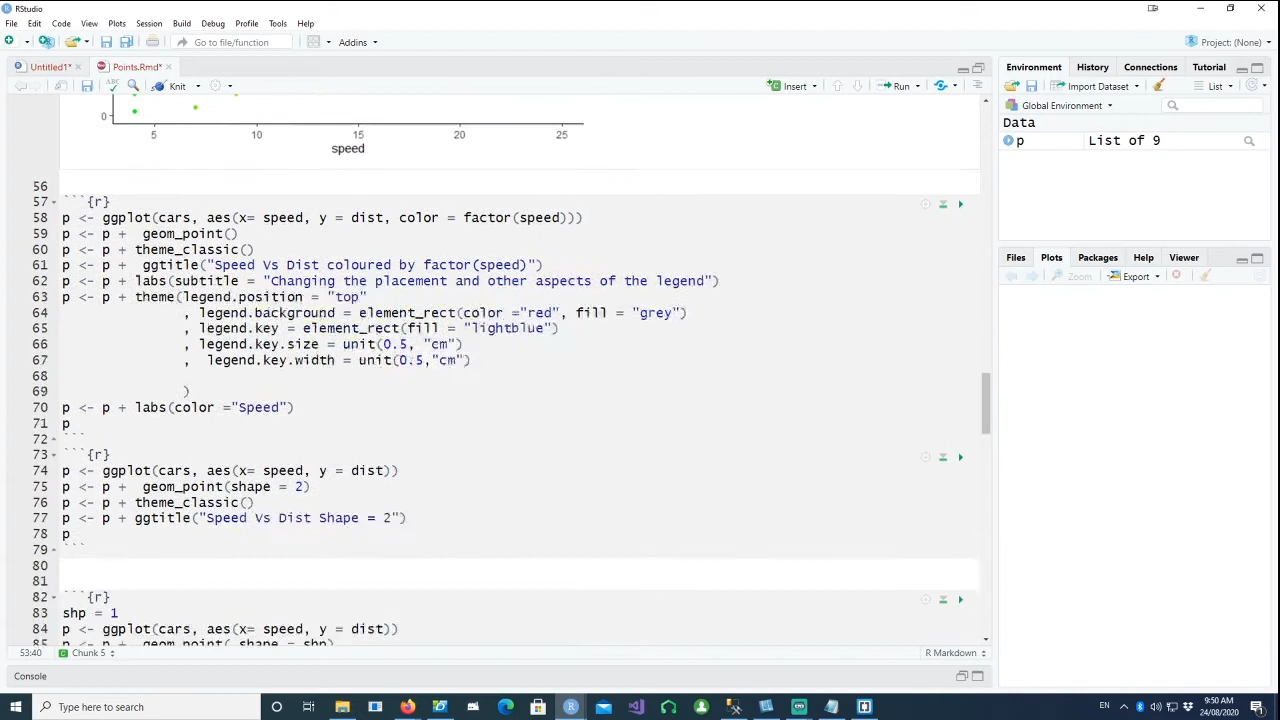 RStudio
File Edit Code View Plots Session Build Debug Profile Tools Help
Go to file/function Addins Project: (None)
Untitled1* Points.Rmd*
Environment History Connections Tutorial
Knit Insert Run
Import Dataset List
Global Environment
Data
p List of 9
0
5 10 15 20 25
speed
56
57 ```{r}
58 p <- ggplot(cars, aes(x= speed, y = dist, color = factor(speed)))
59 p <- p +  geom_point()
60 p <- p + theme_classic()
61 p <- p +  ggtitle("Speed Vs Dist coloured by factor(speed)")
62 p <- p + labs(subtitle = "Changing the placement and other aspects of the legend")
63 p <- p + theme(legend.position = "top"
64 , legend.background = element_rect(color ="red", fill = "grey")
65 , legend.key = element_rect(fill = "lightblue")
66 , legend.key.size = unit(0.5, "cm")
67 ,  legend.key.width = unit(0.5,"cm")
68
69 )
70 p <- p + labs(color ="Speed")
71 p
72 ```
73 ```{r}
74 p <- ggplot(cars, aes(x= speed, y = dist))
75 p <- p +  geom_point(shape = 2)
76 p <- p + theme_classic()
77 p <- p + ggtitle("Speed Vs Dist Shape = 2")
78 p
79 ```
80
81
82 ```{r}
83 shp = 1
84 p <- ggplot(cars, aes(x= speed, y = dist))
85 p <- p +  geom_point( shape = shp)
53:40 Chunk 5 R Markdown
Console
Files Plots Packages Help Viewer
Zoom Export
Type here to search
EN 9:50 AM
24/08/2020